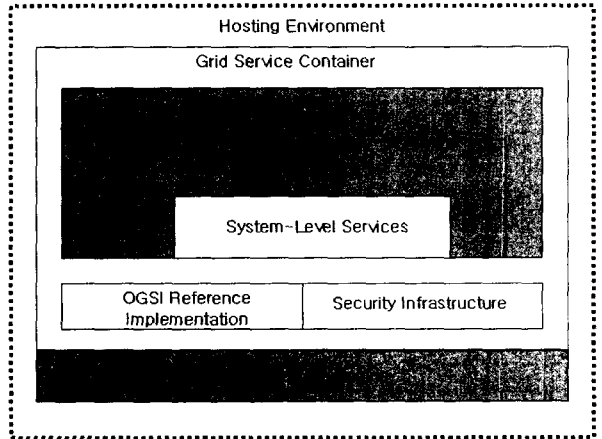 Hosting Environment
Grid Service Container
System-Level Services
OGSI Reference
Implementation
Security Infrastructure